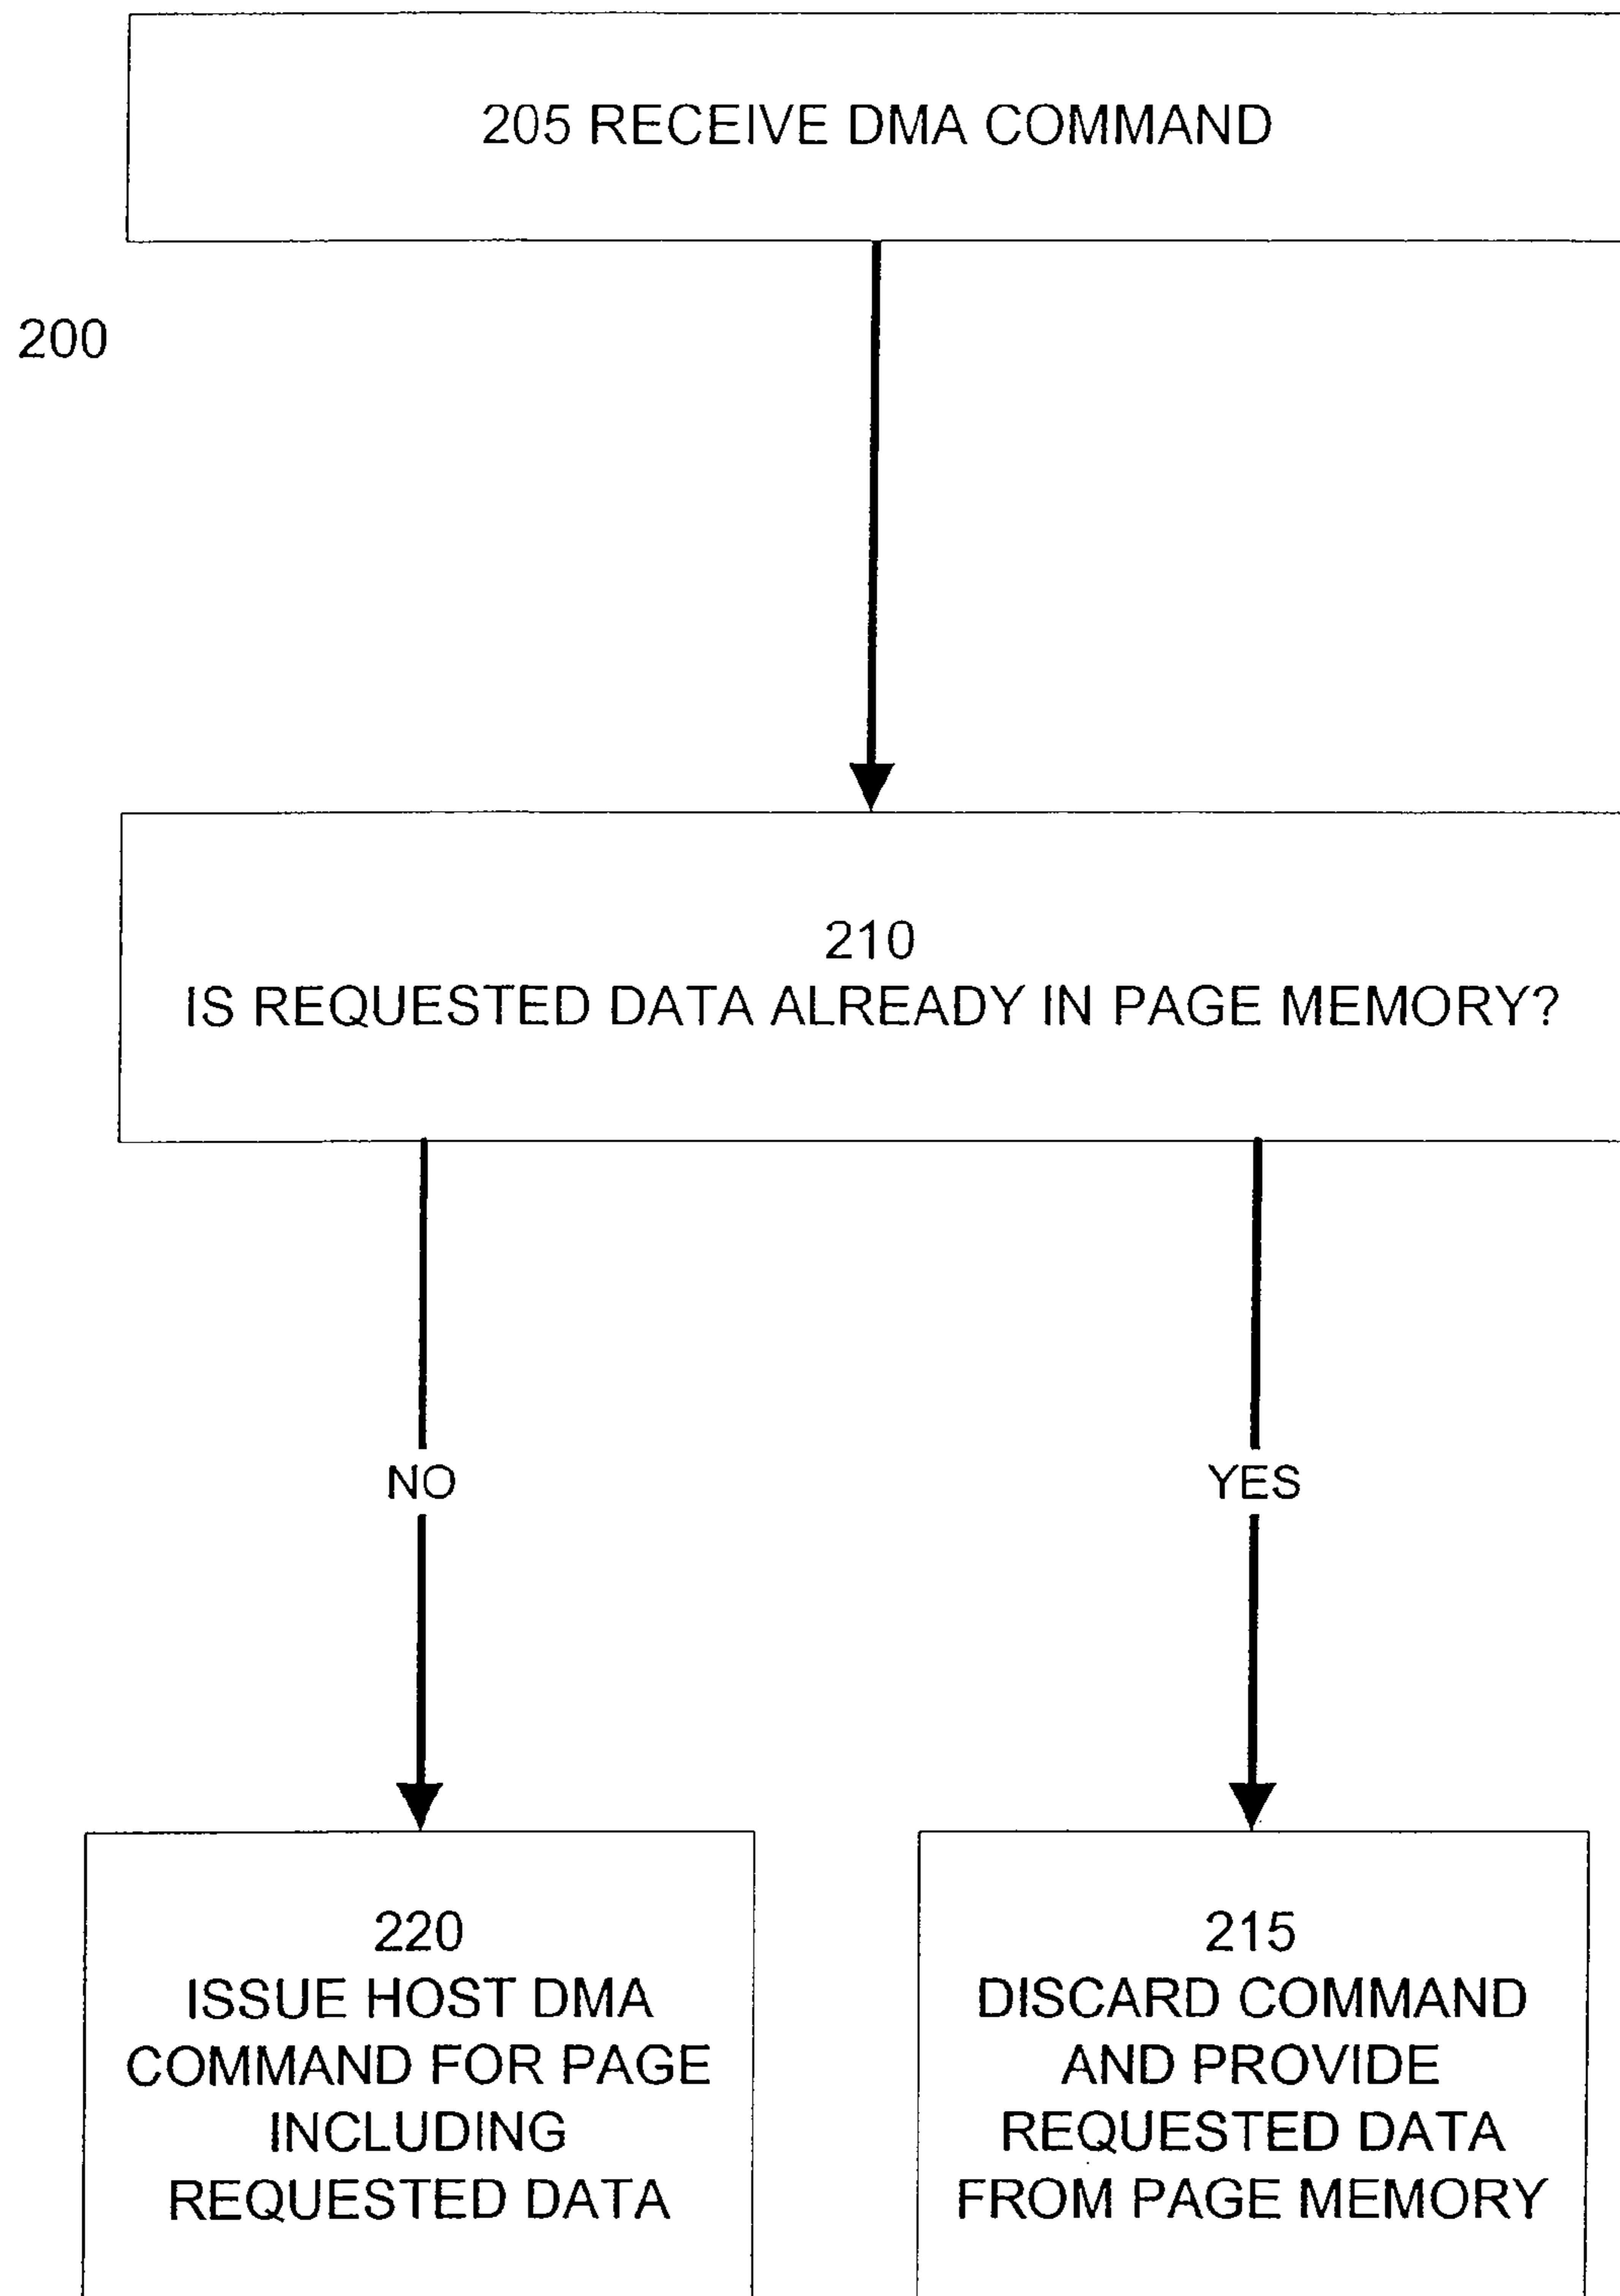 205 RECEIVE DMA COMMAND
200
210
IS REQUESTED DATA ALREADY IN PAGE MEMORY?
NO
YES
220
ISSUE HOST DMA
COMMAND FOR PAGE
INCLUDING
REQUESTED DATA
215
DISCARD COMMAND
AND PROVIDE
REQUESTED DATA
FROM PAGE MEMORY